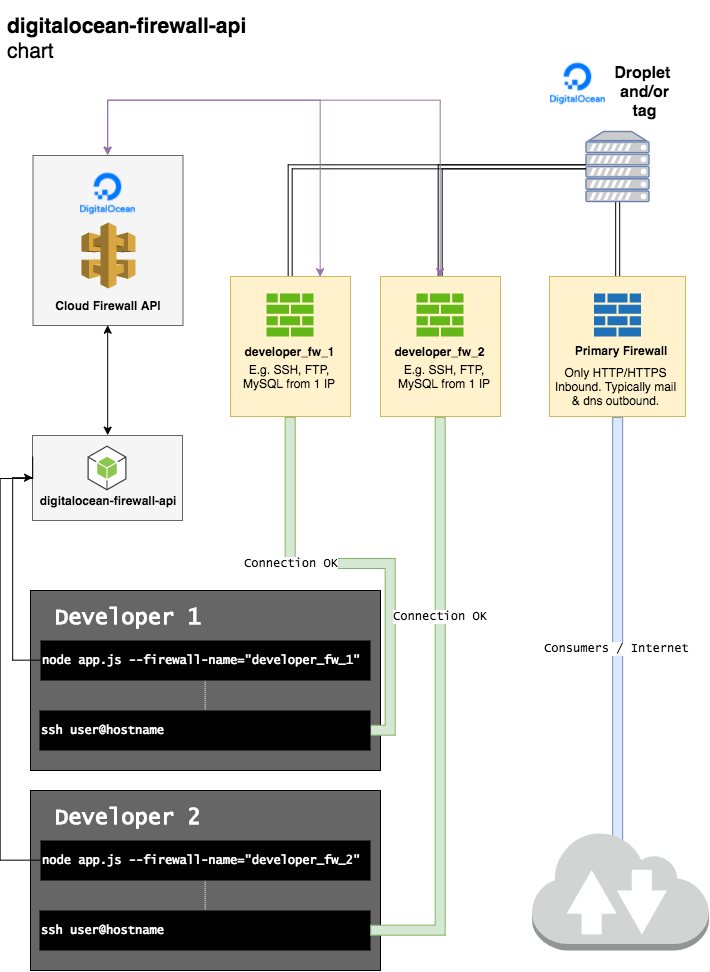 digitalocean-firewall-api
chart
DigitalOcean
Droplet
and/or
tag
DigitalOcean
Cloud Firewall API
developer_fw_1
E.g. SSH, FTP,
MySQL from 1 IP
developer_fw_2
E.g. SSH, FTP,
MySQL from 1 IP
Primary Firewall
Only HTTP/HTTPS
Inbound. Typically mail
& dns outbound.
digitalocean-firewall-api
Connection OK
Connection OK
Consumers / Internet
Developer 1
node app.js --firewall-name="developer_fw_1"
ssh user@hostname
Developer 2
node app.js --firewall-name="developer_fw_2"
ssh user@hostname